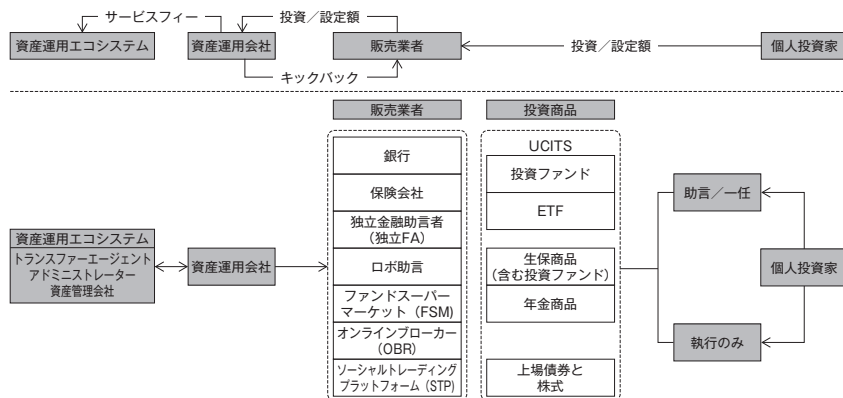 サービスフィー
投資／設定額
資産運用エコシステム
資産運用会社
販売業者
投資／設定額
個人投資家
キックバック
販売業者
投資商品
銀行
保険会社
独立金融助言者
（独立FA）
ロボ助言
ファンドスーパー
マーケット（FSM）
オンラインブローカー
（OBR）
ソーシャルトレーディング
プラットフォーム（STP）
UCITS
投資ファンド
ETF
生保商品
（含む投資ファンド）
年金商品
上場債券と
株式
資産運用エコシステム
トランスファーエージェント
アドミニストレーター
資産管理会社
資産運用会社
助言／一任
個人投資家
執行のみ